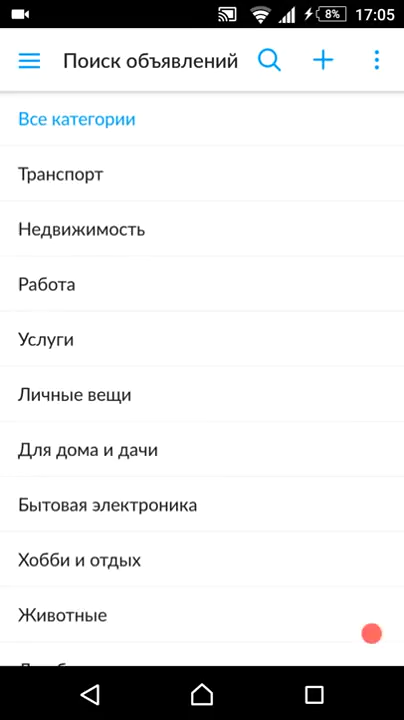 8% 17:05
Поиск объявлений
Все категории
Транспорт
Недвижимость
Работа
Услуги
Личные вещи
Для дома и дачи
Бытовая электроника
Хобби и отдых
Животные